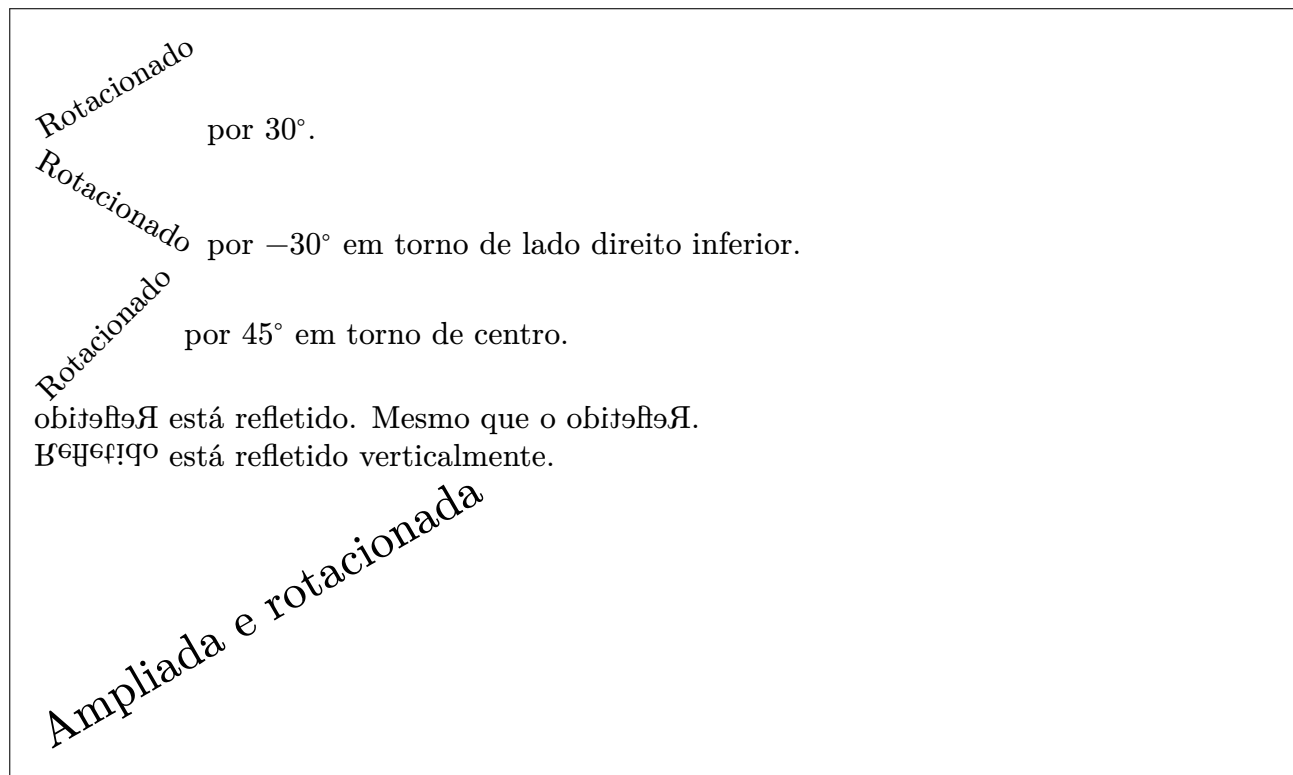 Rotacionado por 30°.
Rotacionado por −30° em torno de lado direito inferior.
Rotacionado por 45° em torno de centro.
Refletido está refletido. Mesmo que o Refletido.
Refletido está refletido verticalmente.
Ampliada e rotacionada